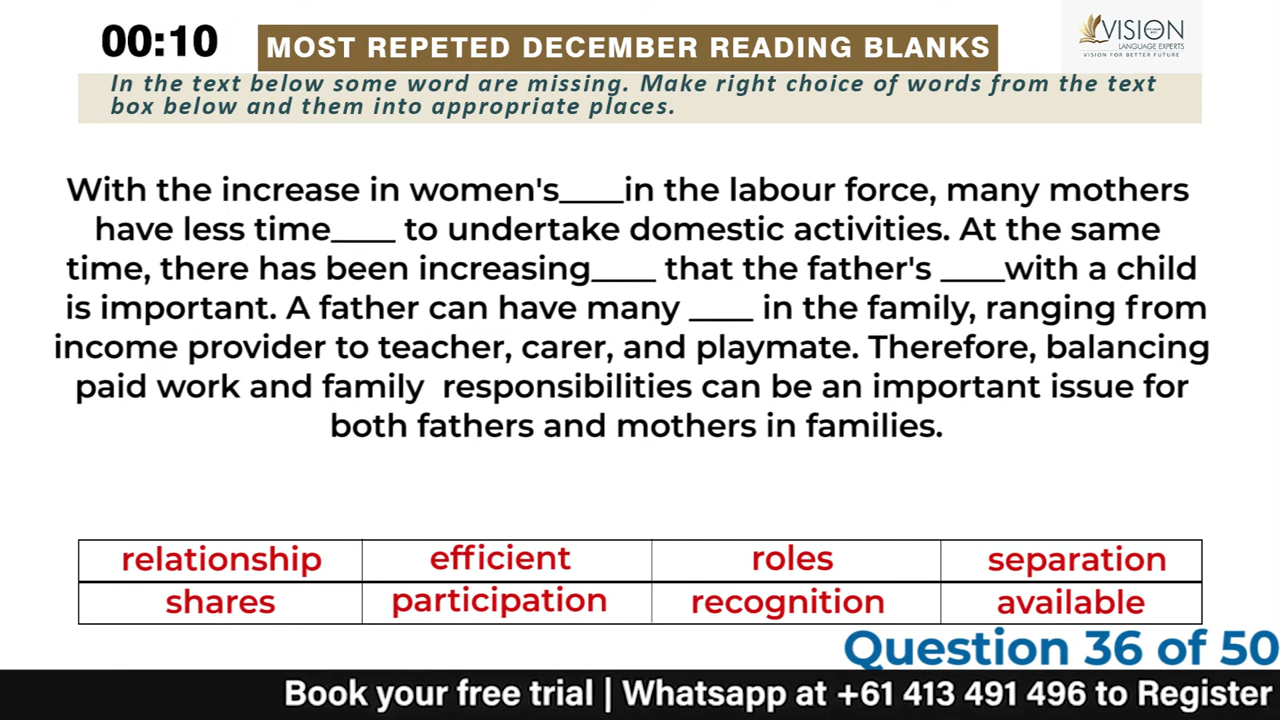 00:10
MOST REPETED DECEMBER READING BLANKS
VISION
LANGUAGE EXPERTS
VISION FOR BETTER FUTURE
In the text below some word are missing. Make right choice of words from the text
box below and them into appropriate places.
With the increase in women's____in the labour force, many mothers
have less time____ to undertake domestic activities. At the same
time, there has been increasing____ that the father's ____with a child
is important. A father can have many ____ in the family, ranging from
income provider to teacher, carer, and playmate. Therefore, balancing
paid work and family responsibilities can be an important issue for
both fathers and mothers in families.
relationship efficient roles separation
shares participation recognition available
Question 36 of 50
Book your free trial | Whatsapp at +61 413 491 496 to Register